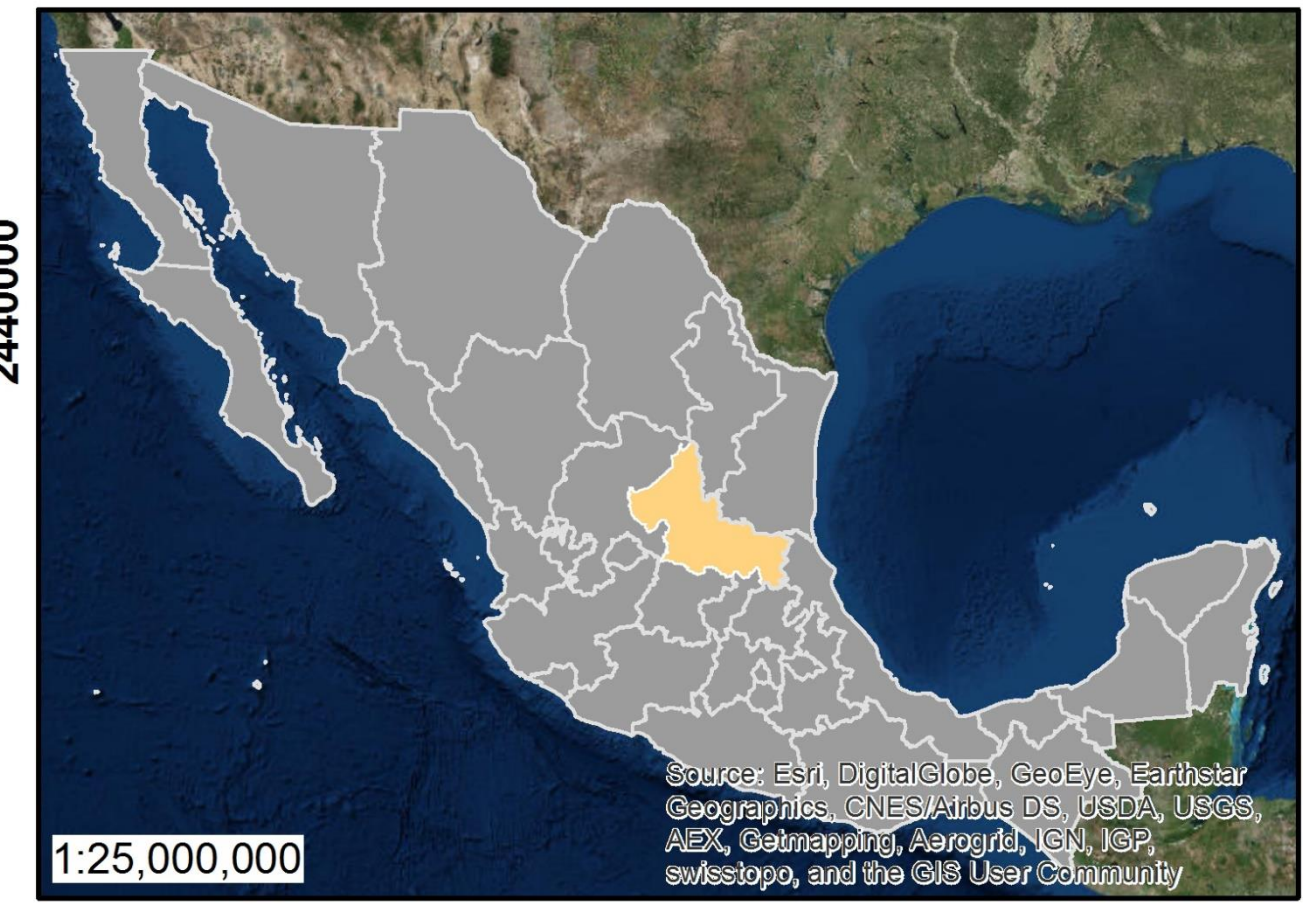 2440000
Source: Esri, DigitalGlobe, GeoEye, Earthstar
Geographics, CNES/Airbus DS, USDA, USGS,
AEX, Getmapping, Aerogrid, IGN, IGP,
swisstopo, and the GIS User Community
1:25,000,000